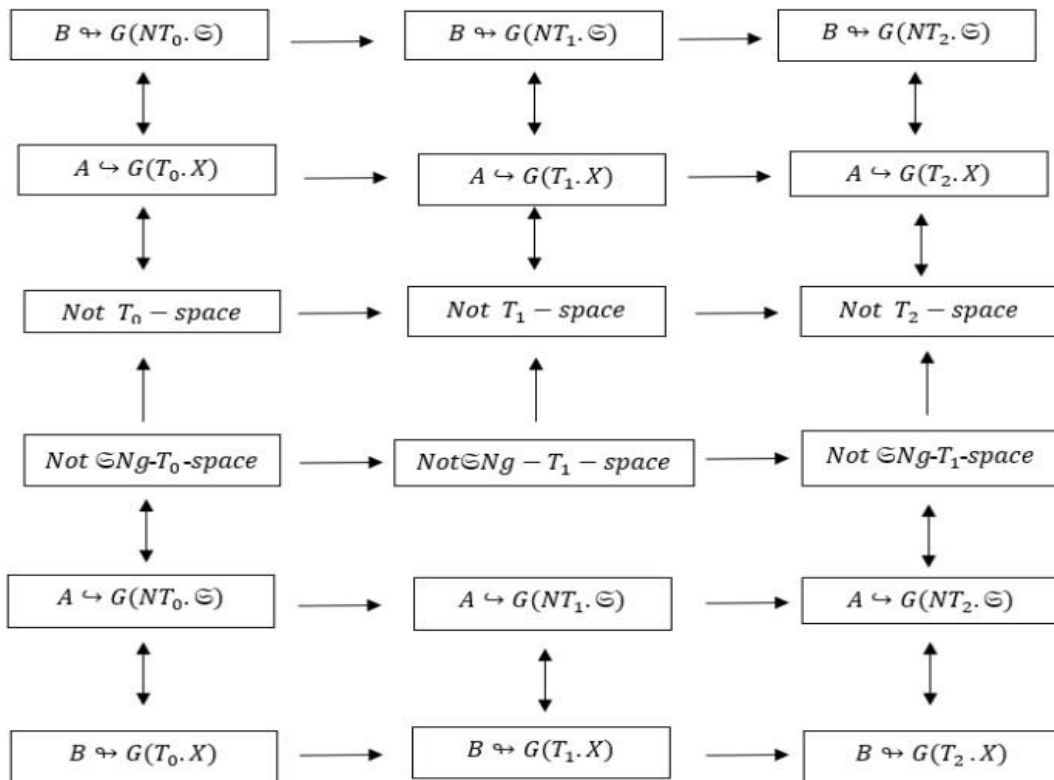 B ↬ G(NT₀.𝔖)
B ↬ G(NT₁.𝔖)
B ↬ G(NT₂.𝔖)
A ↪ G(T₀.X)
A ↪ G(T₁.X)
A ↪ G(T₂.X)
Not T₀ − space
Not T₁ − space
Not T₂ − space
Not 𝔖Ng-T₀-space
Not𝔖Ng − T₁ − space
Not 𝔖Ng-T₁-space
A ↪ G(NT₀.𝔖)
A ↪ G(NT₁.𝔖)
A ↪ G(NT₂.𝔖)
B ↬ G(T₀.X)
B ↬ G(T₁.X)
B ↬ G(T₂.X)